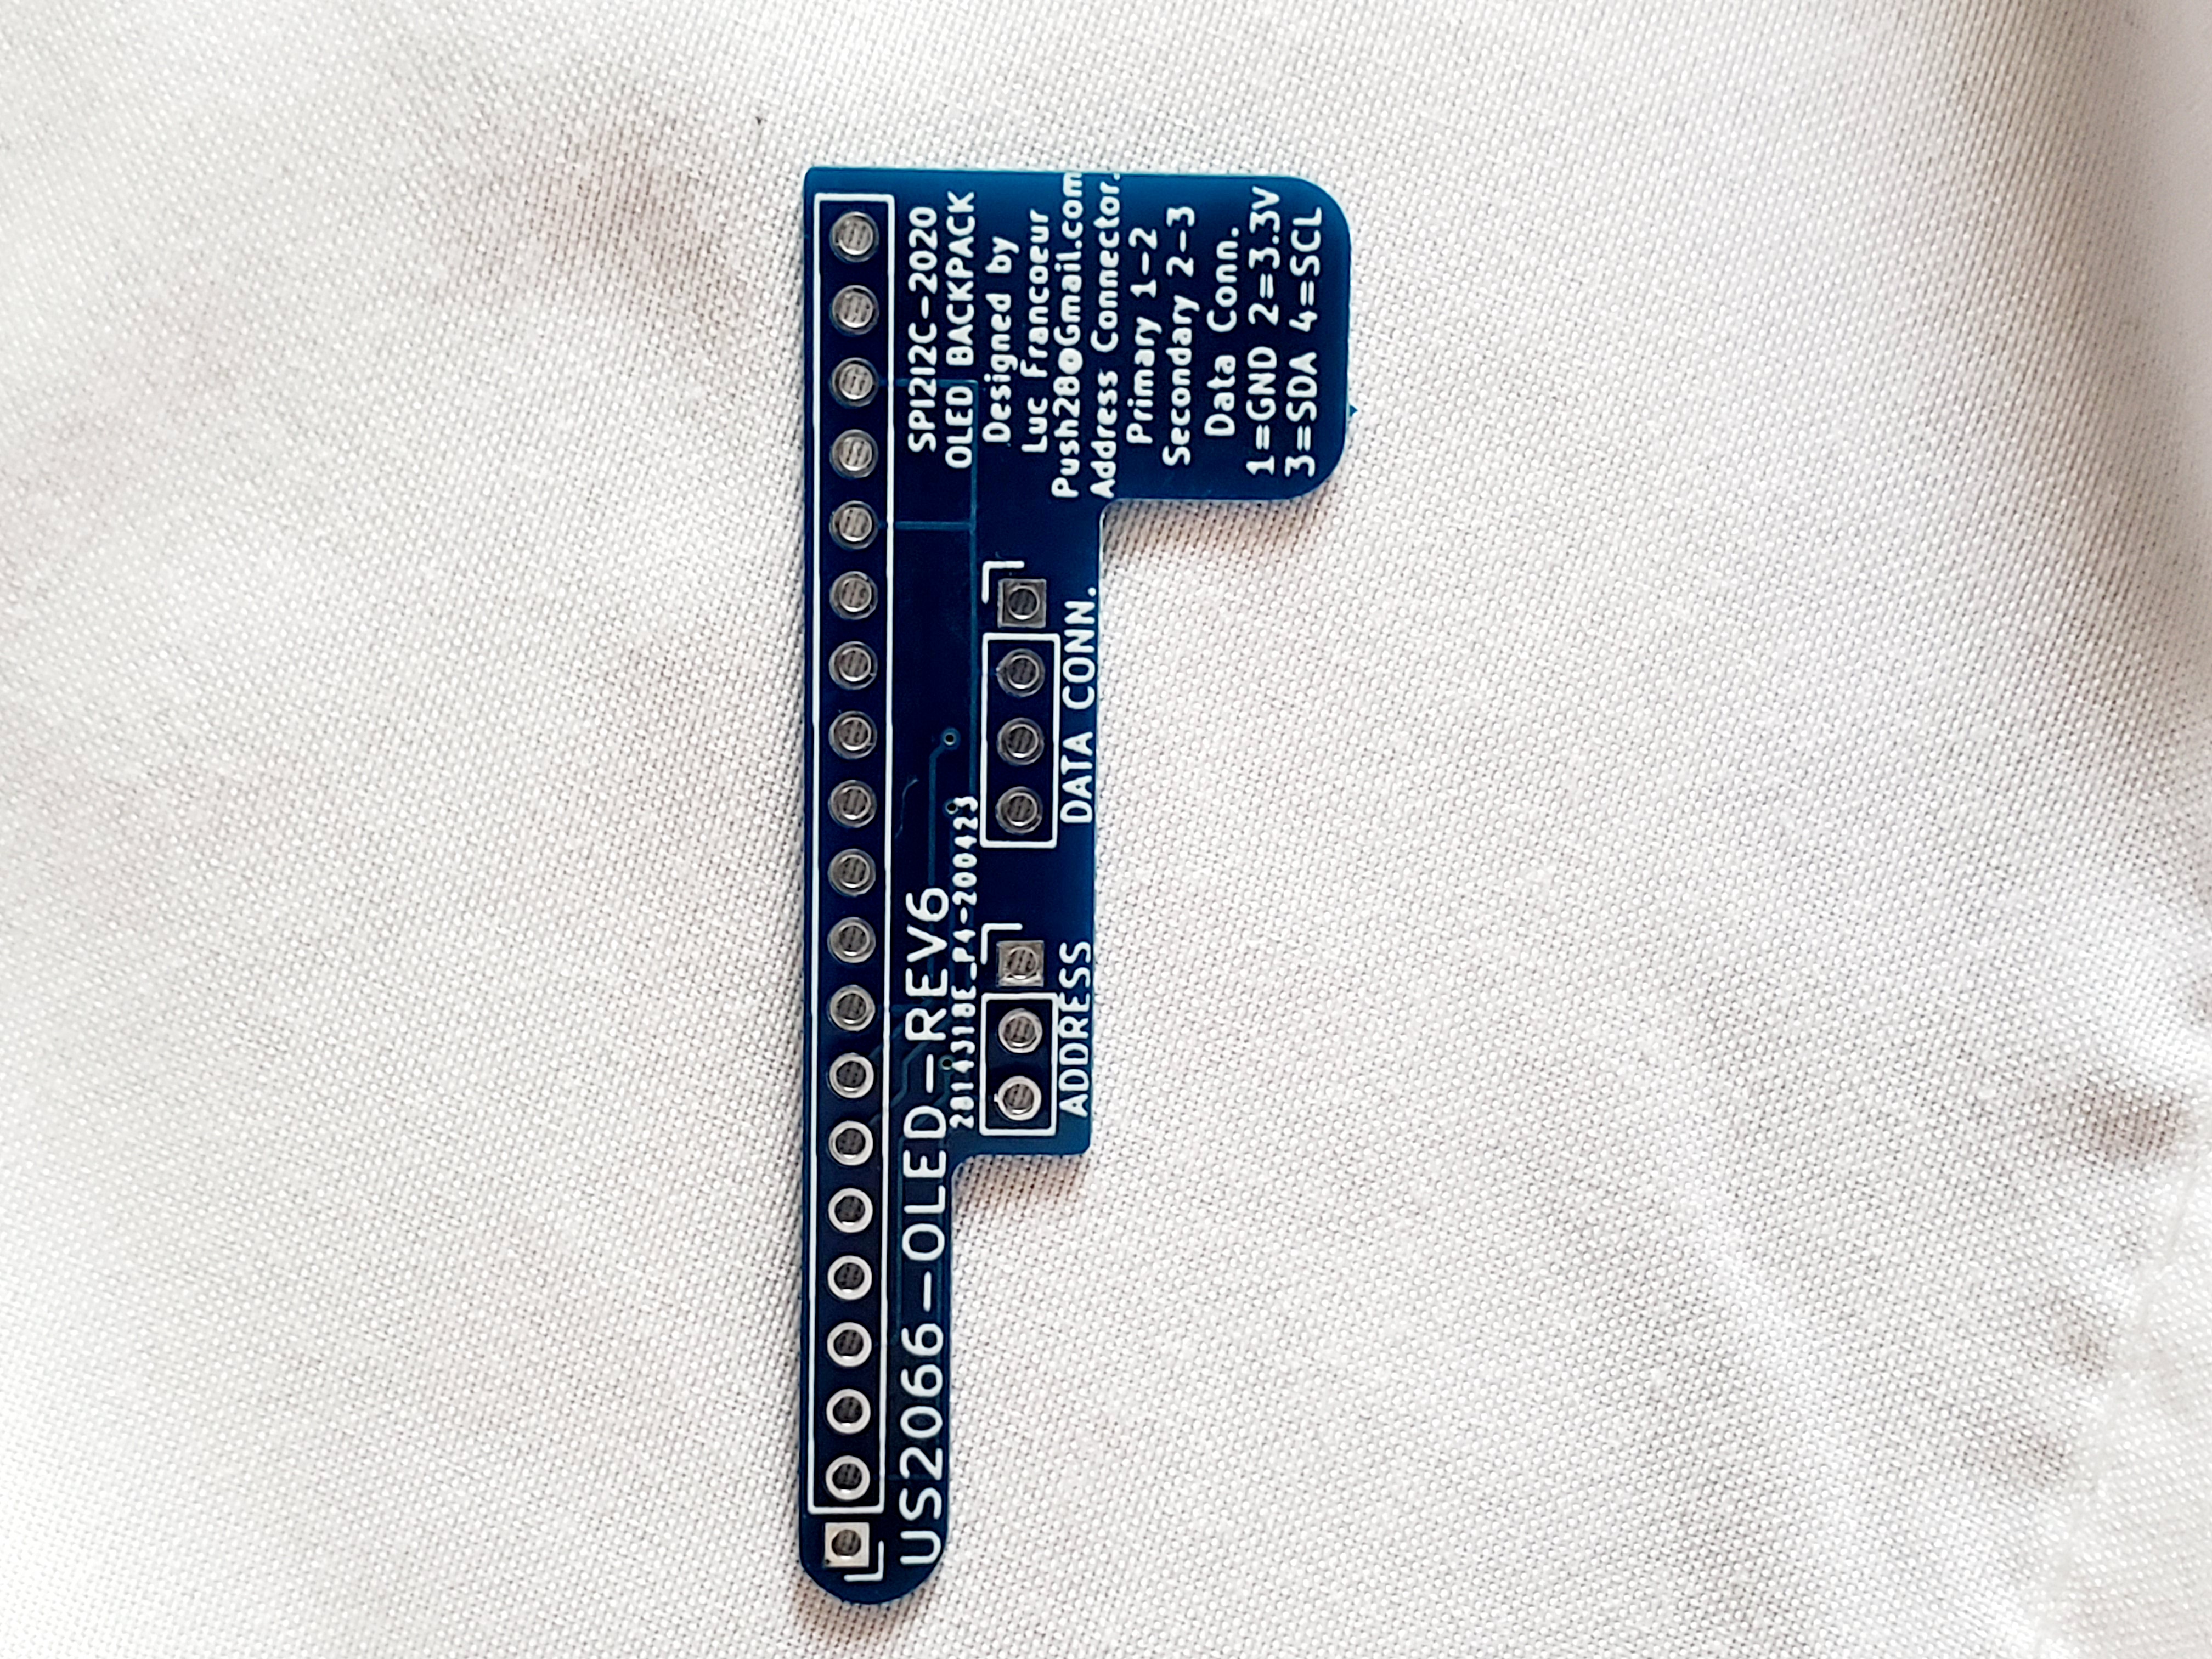 US2066-OLED-REV6
2814318E_P4-200423
ADDRESS
DATA CONN.
SPI2I2C-2020
OLED BACKPACK
Designed by
Luc Francoeur
Push28@Gmail.com
Address Connector.
Primary 1-2
Secondary 2-3
Data Conn.
1=GND 2=3.3V
3=SDA 4=SCL